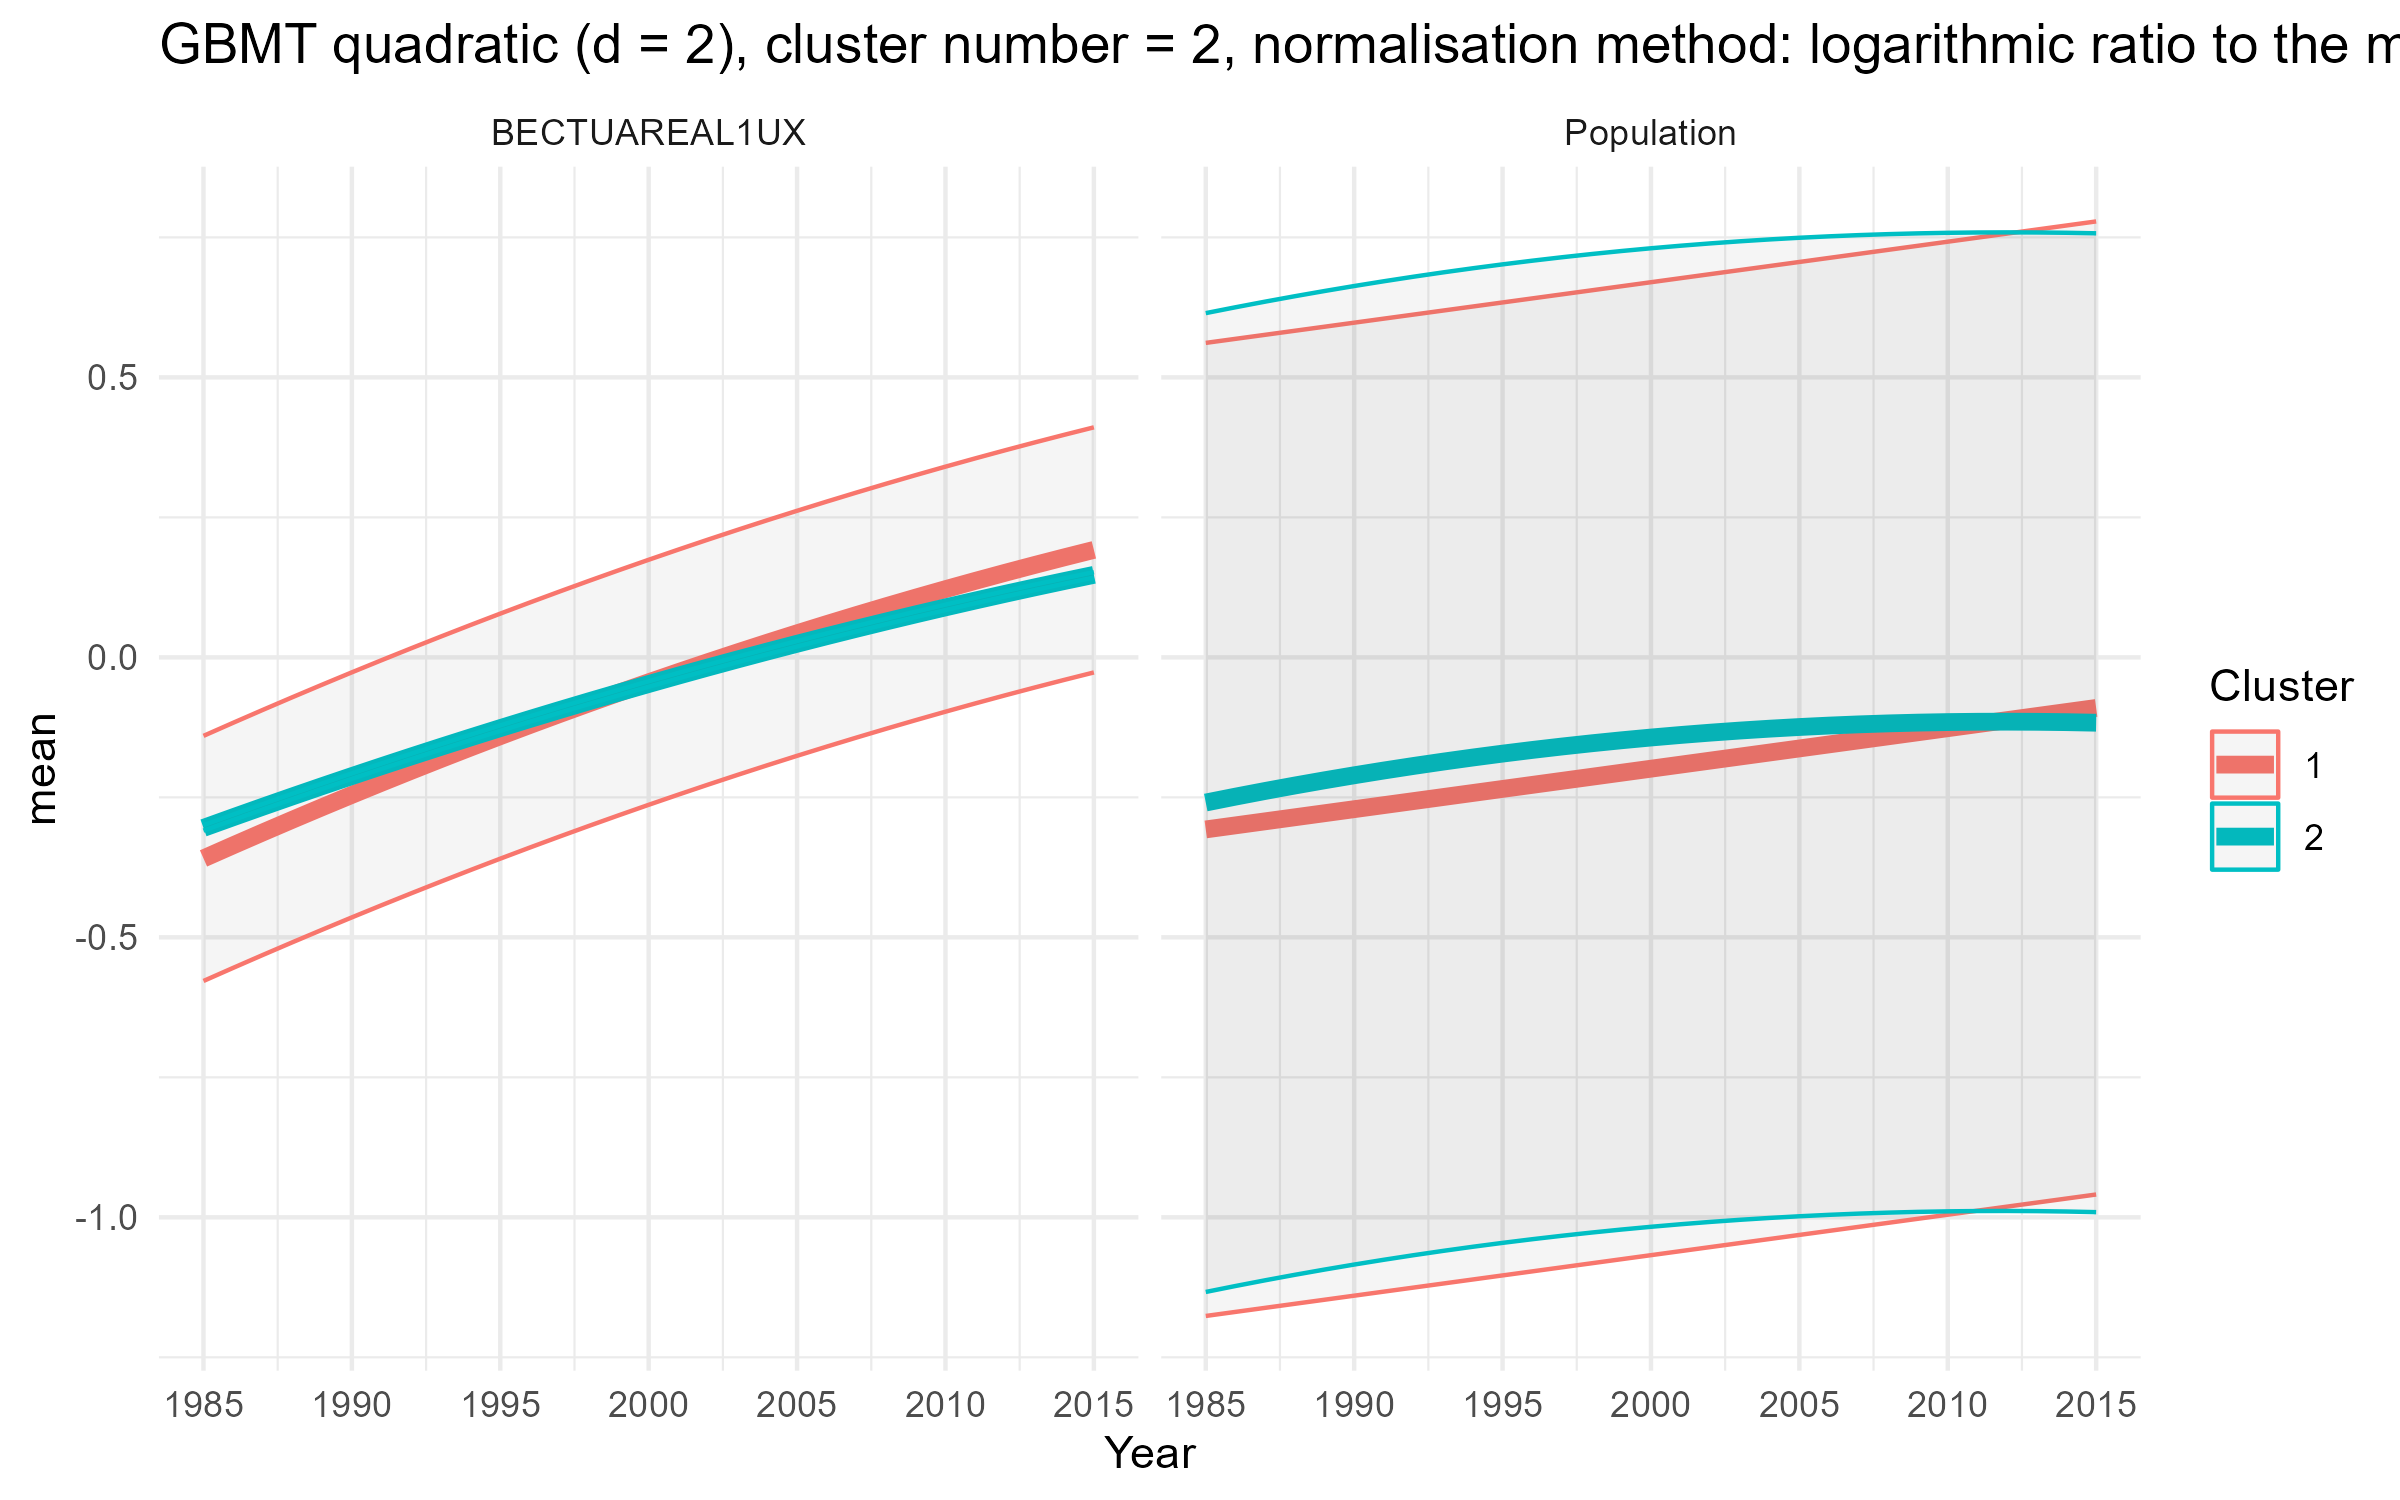 GBMT quadratic (d = 2), cluster number = 2, normalisation method: logarithmic ratio to the
BECTUAREAL1UX
Population
mean
0.5
0.0
-0.5
-1.0
1985 1990 1995 2000 2005 2010 2015
1985 1990 1995 2000 2005 2010 2015
Year
Cluster
1
2